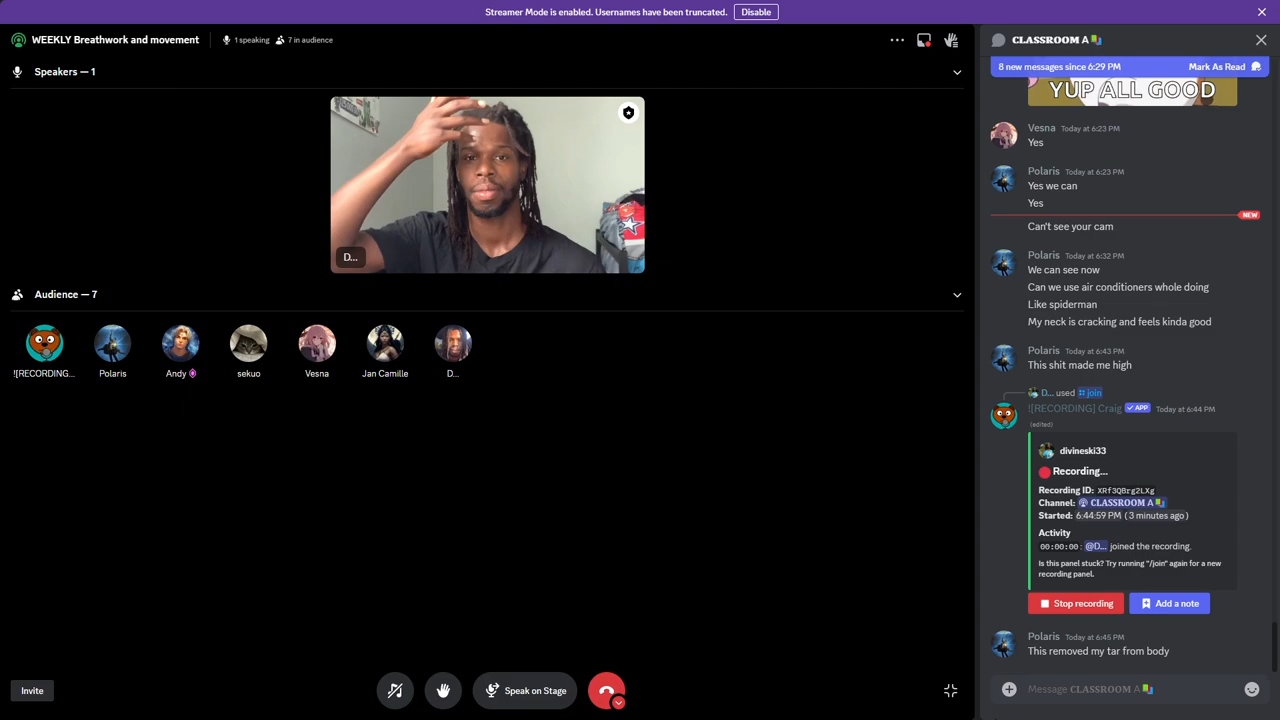 Streamer Mode is enabled. Usernames have been truncated. Disable
WEEKLY Breathwork and movement 1 speaking 7 in audience
Speakers — 1
D...
Audience — 7
![RECORDING... Polaris Andy sekuo Vesna Jan Camille D...
Invite
Speak on Stage
CLASSROOM A
8 new messages since 6:29 PM Mark As Read
YUP ALL GOOD
Vesna Today at 6:23 PM
Yes
Polaris Today at 6:23 PM
Yes we can
Yes
NEW
Can't see your cam
Polaris Today at 6:32 PM
We can see now
Can we use air conditioners whole doing
Like spiderman
My neck is cracking and feels kinda good
Polaris Today at 6:43 PM
This shit made me high
D... used join
![RECORDING] Craig APP Today at 6:44 PM
(edited)
divineski33
Recording...
Recording ID: XRf3QBrg2LXg
Channel: CLASSROOM A
Started: 6:44:59 PM (3 minutes ago)
Activity
00:00:00: @D... joined the recording.
Is this panel stuck? Try running "/join" again for a new
recording panel.
Stop recording Add a note
Polaris Today at 6:45 PM
This removed my tar from body
Message CLASSROOM A